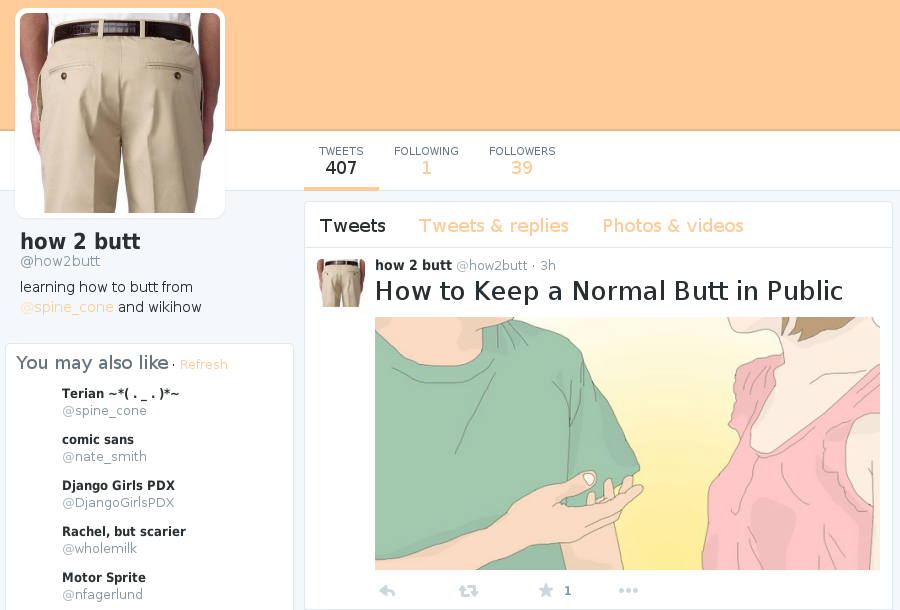 TWEETS
407
FOLLOWING
1
FOLLOWERS
39
how 2 butt
@how2butt
learning how to butt from
@spine_cone and wikihow
You may also like · Refresh
Terian ~*( . _ . )*~
@spine_cone
comic sans
@nate_smith
Django Girls PDX
@DjangoGirlsPDX
Rachel, but scarier
@wholemilk
Motor Sprite
@nfagerlund
Tweets Tweets & replies Photos & videos
how 2 butt @how2butt · 3h
How to Keep a Normal Butt in Public
1